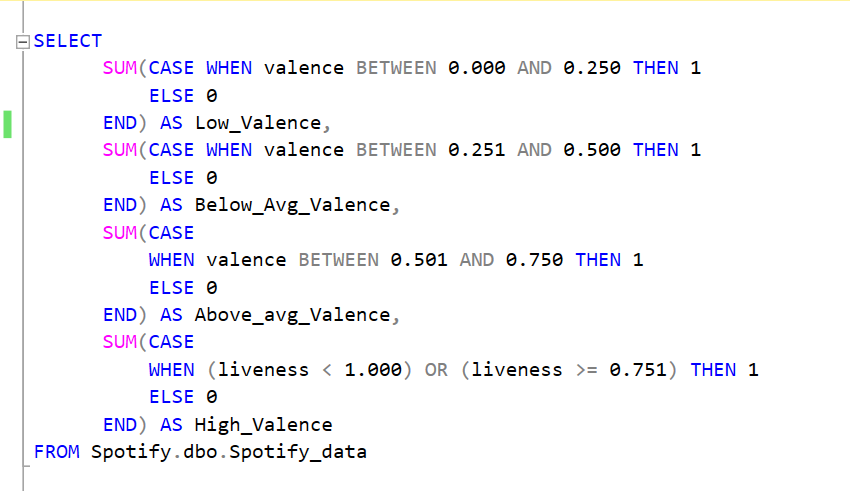 SELECT
SUM(CASE WHEN valence BETWEEN 0.000 AND 0.250 THEN 1
ELSE 0
END) AS Low_Valence,
SUM(CASE WHEN valence BETWEEN 0.251 AND 0.500 THEN 1
ELSE 0
END) AS Below_Avg_Valence,
SUM(CASE
WHEN valence BETWEEN 0.501 AND 0.750 THEN 1
ELSE 0
END) AS Above_avg_Valence,
SUM(CASE
WHEN (liveness < 1.000) OR (liveness >= 0.751) THEN 1
ELSE 0
END) AS High_Valence
FROM Spotify.dbo.Spotify_data